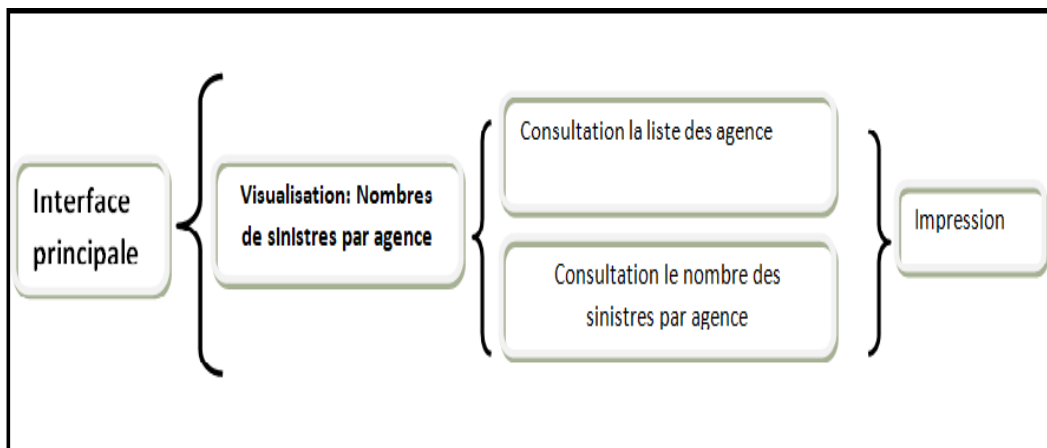 Interface
principale
Visualisation: Nombres
de sinistres par agence
Consultation la liste des agence
Consultation le nombre des
sinistres par agence
Impression